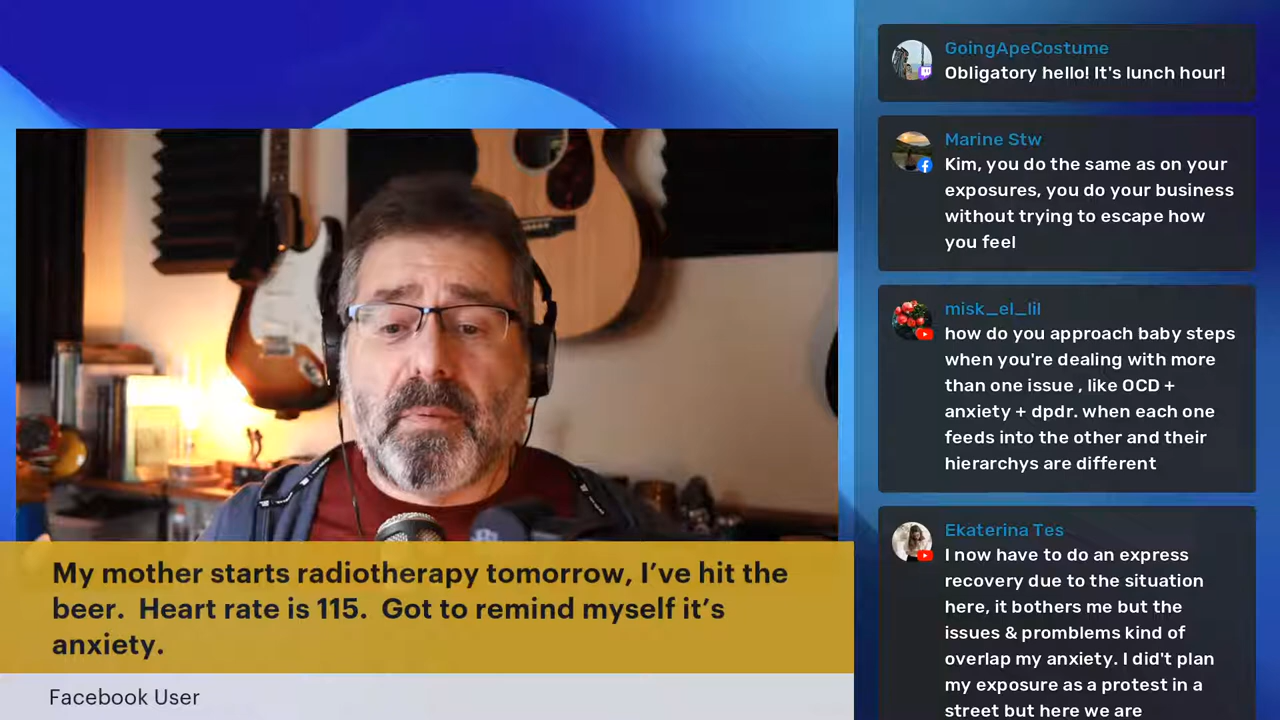 GoingApeCostume
Obligatory hello! It's lunch hour!
Marine Stw
Kim, you do the same as on your
exposures, you do your business
without trying to escape how
you feel
misk_el_lil
how do you approach baby steps
when you're dealing with more
than one issue , like OCD +
anxiety + dpdr. when each one
feeds into the other and their
hierarchys are different
Ekaterina Tes
I now have to do an express
recovery due to the situation
here, it bothers me but the
issues & promblems kind of
overlap my anxiety. I did't plan
my exposure as a protest in a
street but here we are
My mother starts radiotherapy tomorrow, I’ve hit the
beer.  Heart rate is 115.  Got to remind myself it’s
anxiety.
Facebook User